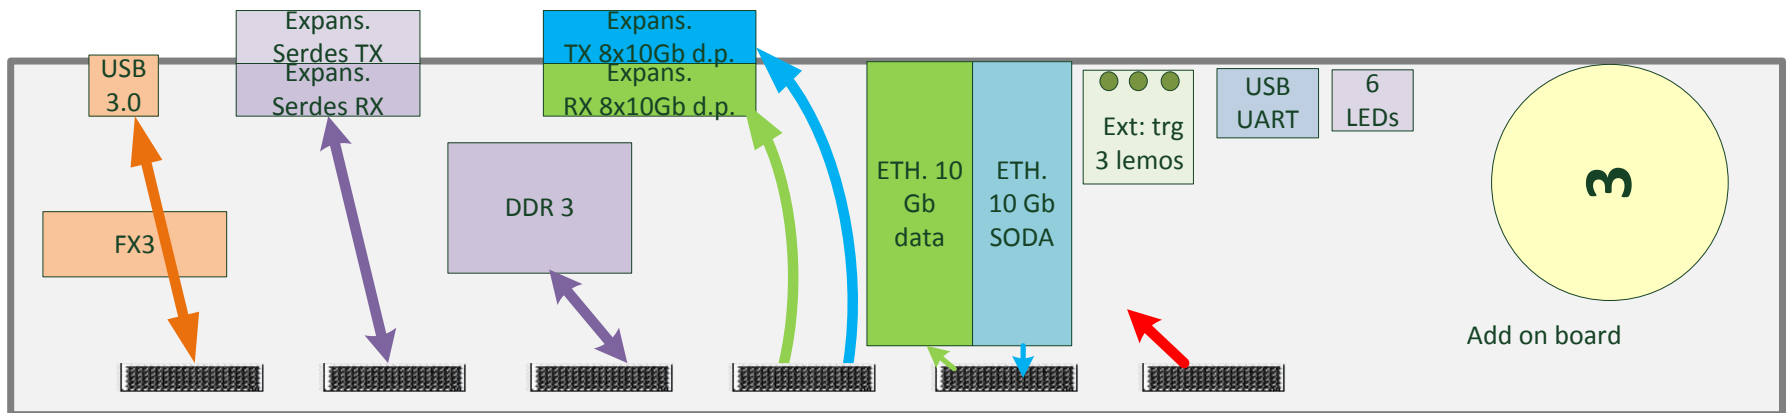 Expans.
Serdes TX
Expans.
Serdes RX
Expans.
TX 8x10Gb d.p.
Expans.
RX 8x10Gb d.p.
USB
3.0
FX3
DDR 3
ETH. 10
Gb
data
ETH.
10 Gb
SODA
Ext: trg
3 lemos
USB
UART
6
LEDs
3
Add on board